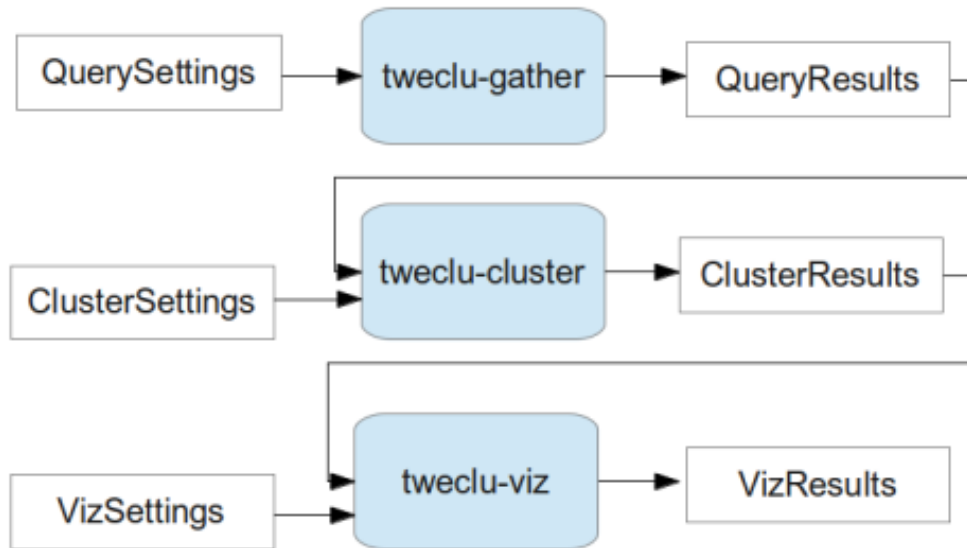 QuerySettings
tweclu-gather
QueryResults
ClusterSettings
tweclu-cluster
ClusterResults
VizSettings
tweclu-viz
VizResults